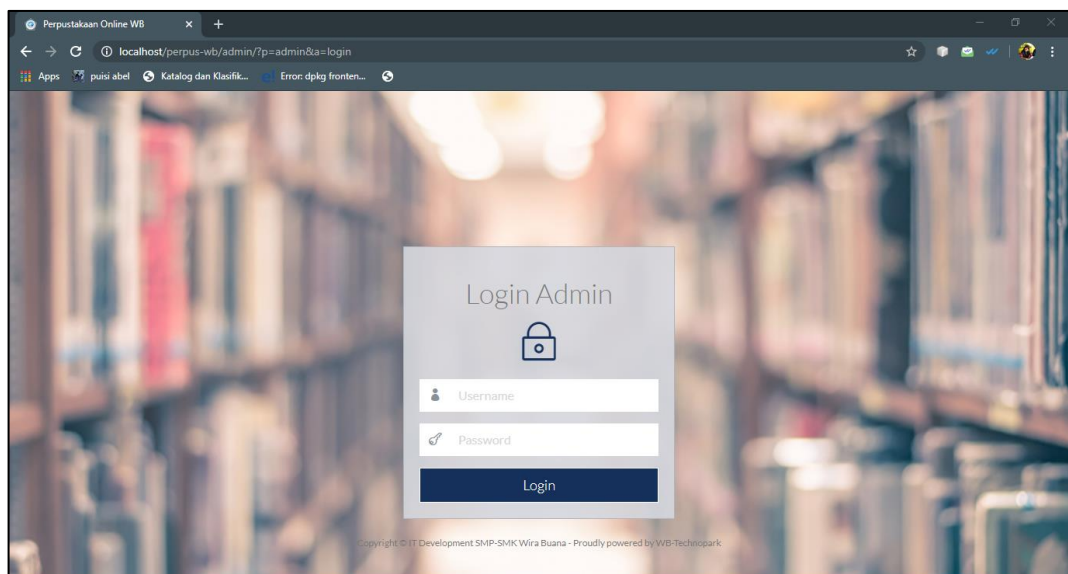 Perpustakaan Online WB
localhost/perpus-wb/admin/?p=admin&a=login
Apps puisi abel Katalog dan Klasifik... Error: dpkg fronten...
Login Admin
Username
Password
Login
Copyright © IT Development SMP-SMK Wira Buana - Proudly powered by WB-Technopark